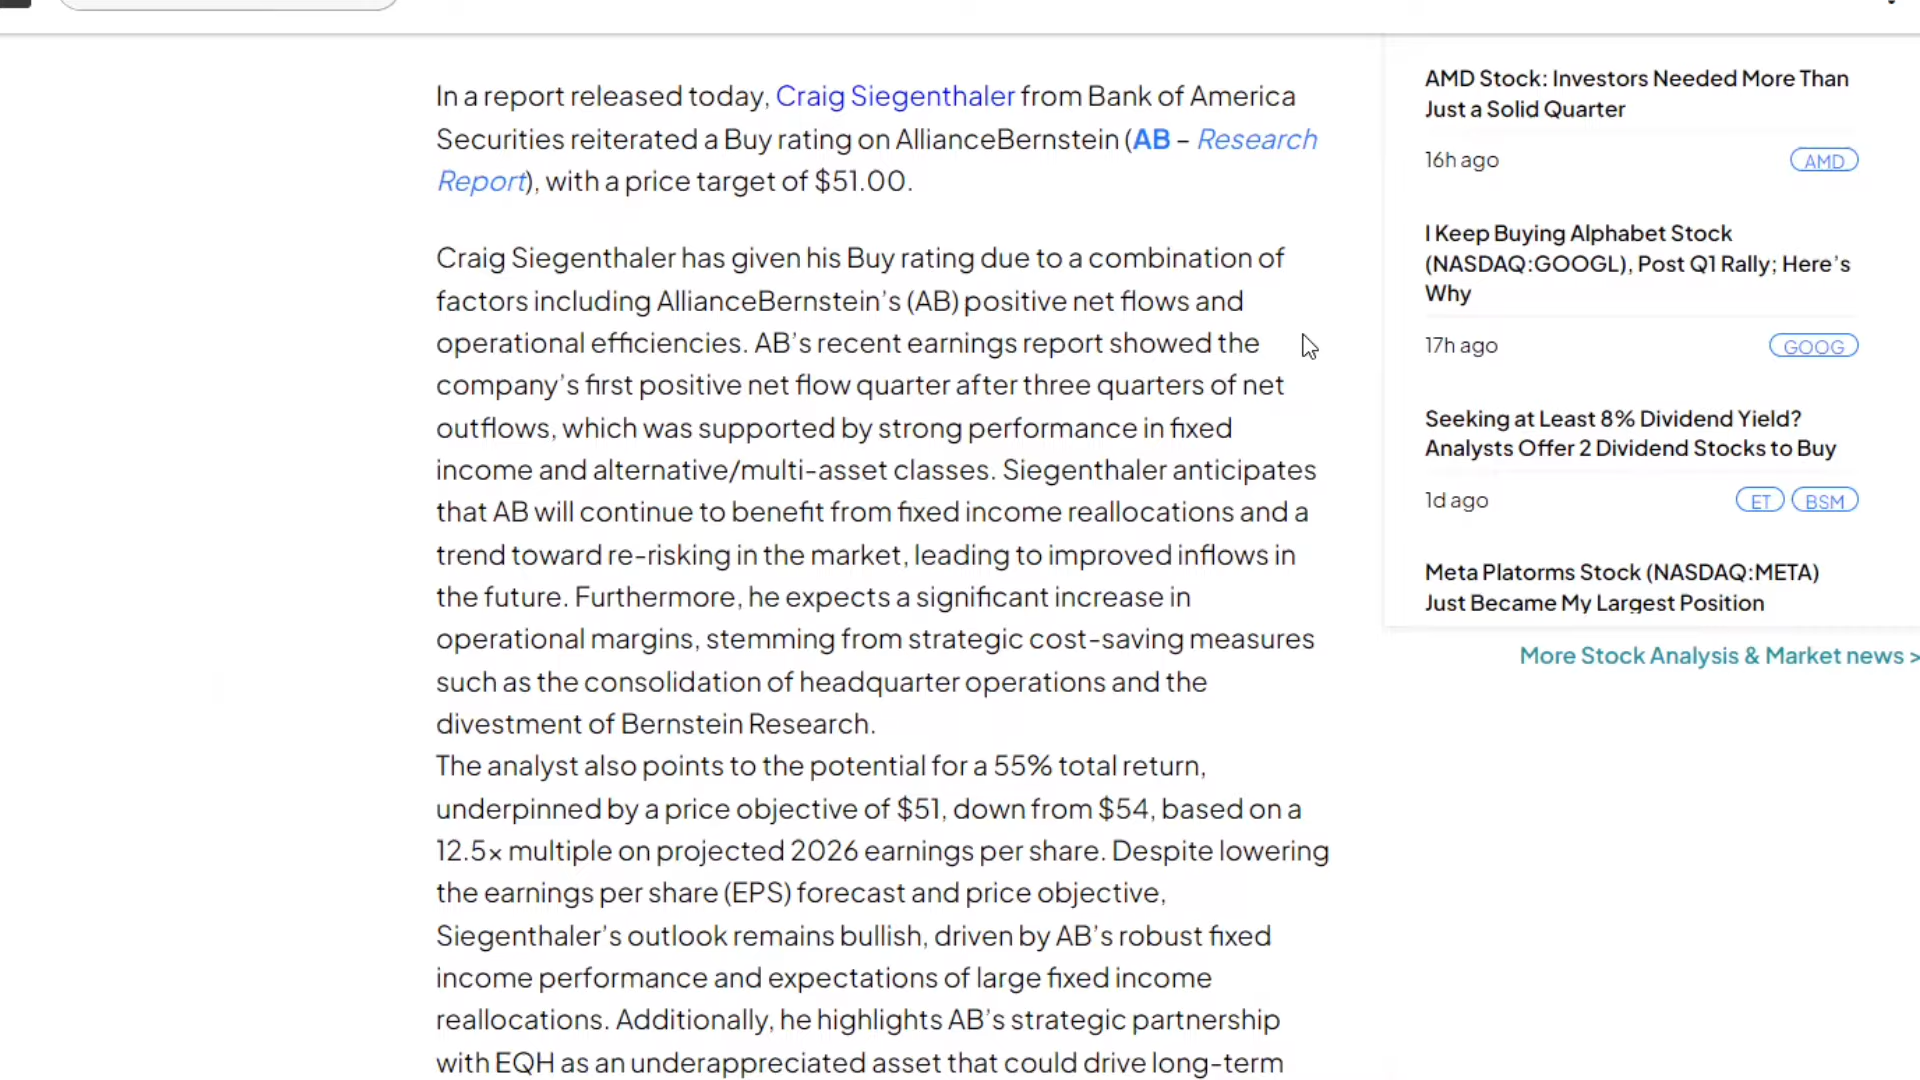 In a report released today, Craig Siegenthaler from Bank of America
Securities reiterated a Buy rating on AllianceBernstein (AB – Research
Report), with a price target of $51.00.
Craig Siegenthaler has given his Buy rating due to a combination of
factors including AllianceBernstein’s (AB) positive net flows and
operational efficiencies. AB’s recent earnings report showed the
company’s first positive net flow quarter after three quarters of net
outflows, which was supported by strong performance in fixed
income and alternative/multi-asset classes. Siegenthaler anticipates
that AB will continue to benefit from fixed income reallocations and a
trend toward re-risking in the market, leading to improved inflows in
the future. Furthermore, he expects a significant increase in
operational margins, stemming from strategic cost-saving measures
such as the consolidation of headquarter operations and the
divestment of Bernstein Research.
The analyst also points to the potential for a 55% total return,
underpinned by a price objective of $51, down from $54, based on a
12.5x multiple on projected 2026 earnings per share. Despite lowering
the earnings per share (EPS) forecast and price objective,
Siegenthaler’s outlook remains bullish, driven by AB’s robust fixed
income performance and expectations of large fixed income
reallocations. Additionally, he highlights AB’s strategic partnership
with EQH as an underappreciated asset that could drive long-term
AMD Stock: Investors Needed More Than
Just a Solid Quarter
16h ago AMD
I Keep Buying Alphabet Stock
(NASDAQ:GOOGL), Post Q1 Rally; Here’s
Why
17h ago GOOG
Seeking at Least 8% Dividend Yield?
Analysts Offer 2 Dividend Stocks to Buy
1d ago ET BSM
Meta Platorms Stock (NASDAQ:META)
Just Became My Largest Position
More Stock Analysis & Market news >